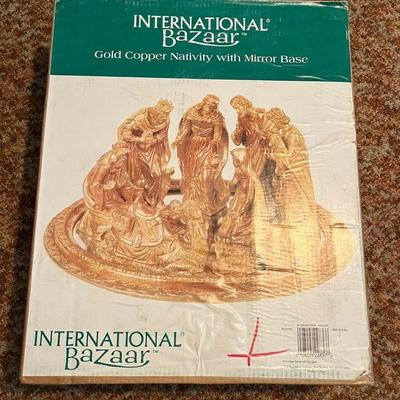 INTERNATIONAL®
Bazaar™
Gold Copper Nativity with Mirror Base
INTERNATIONAL®
Bazaar™